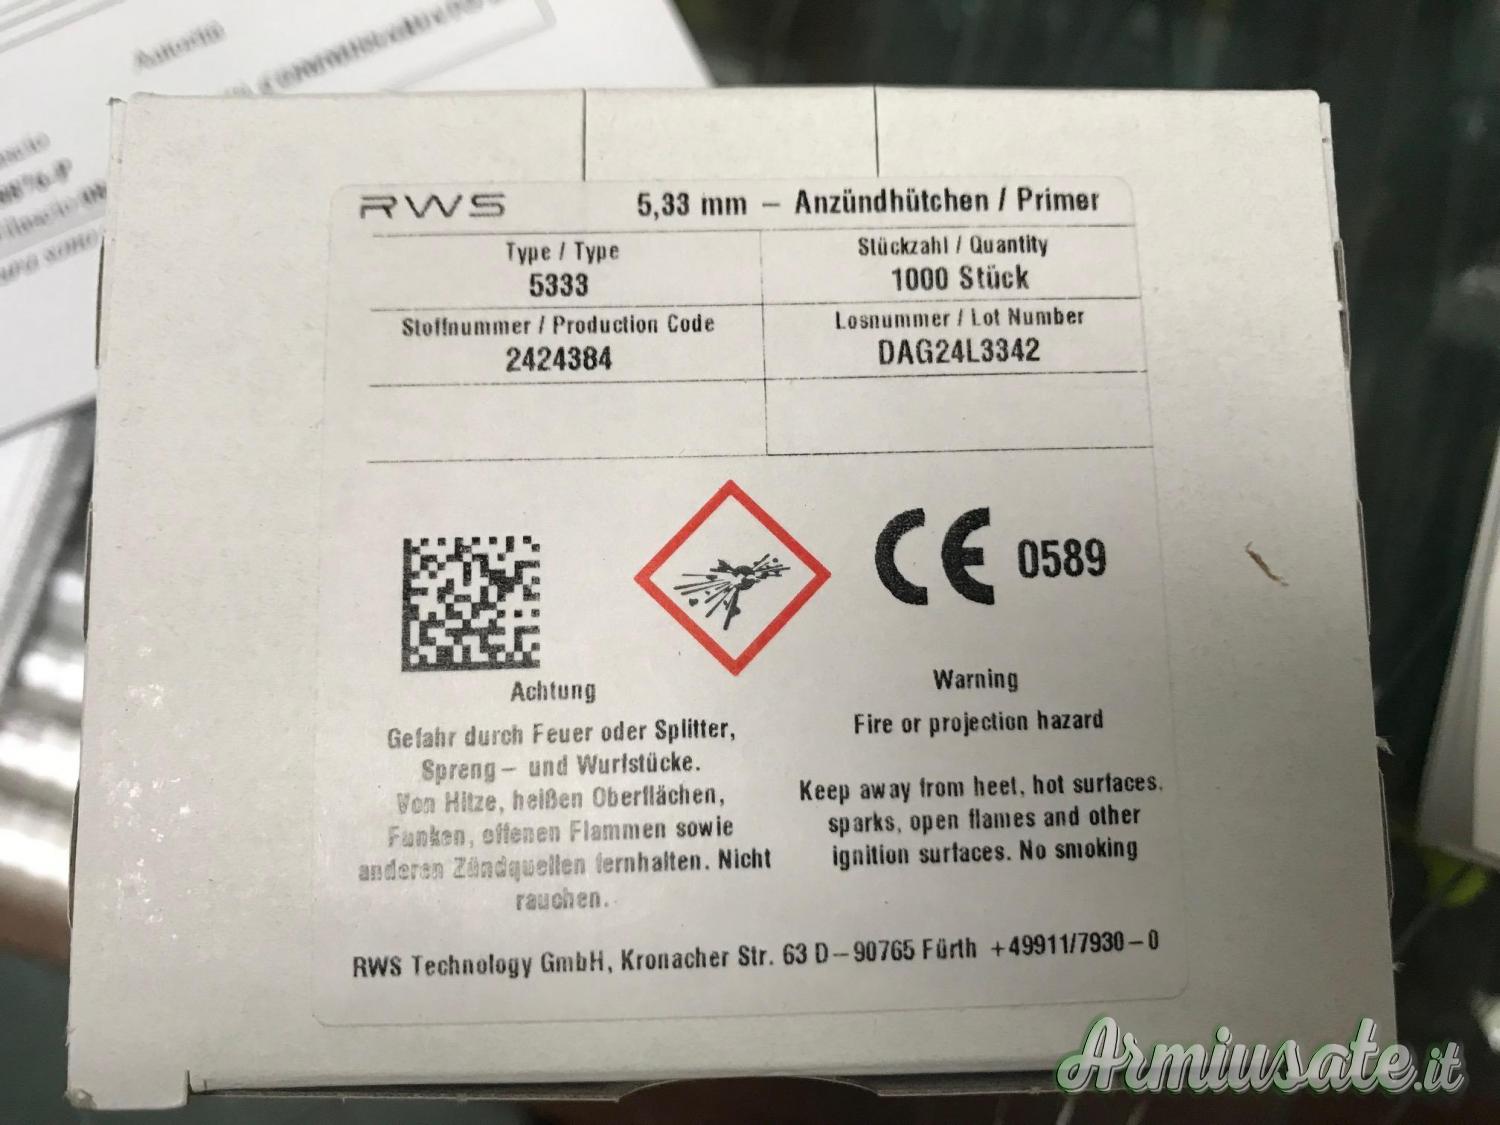 Autorità
0876-P
RWS 5,33 mm – Anzündhütchen / Primer
Type / Type
5333
Stückzahl / Quantity
1000 Stück
Stoffnummer / Production Code
2424384
Losnummer / Lot Number
DAG24L3342
CE 0589
Achtung
Gefahr durch Feuer oder Splitter,
Spreng– und Wurfstücke.
Von Hitze, heißen Oberflächen,
Funken, offenen Flammen sowie
anderen Zündquellen fernhalten. Nicht
rauchen.
Warning
Fire or projection hazard
Keep away from heet, hot surfaces.
sparks, open flames and other
ignition surfaces. No smoking
RWS Technology GmbH, Kronacher Str. 63 D–90765 Fürth +49911/7930–0
Armiusate.it